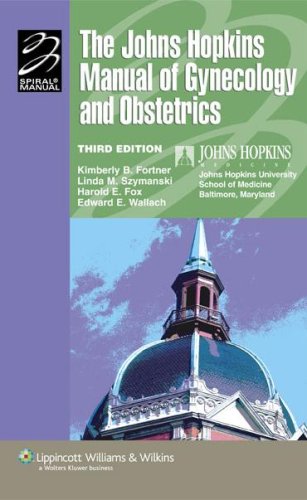 SPIRAL® MANUAL
The Johns Hopkins
Manual of Gynecology
and Obstetrics
THIRD EDITION
Kimberly B. Fortner
Linda M. Szymanski
Harold E. Fox
Edward E. Wallach
JOHNS HOPKINS
MEDICINE
Johns Hopkins University
School of Medicine
Baltimore, Maryland
Lippincott Williams & Wilkins
a Wolters Kluwer business